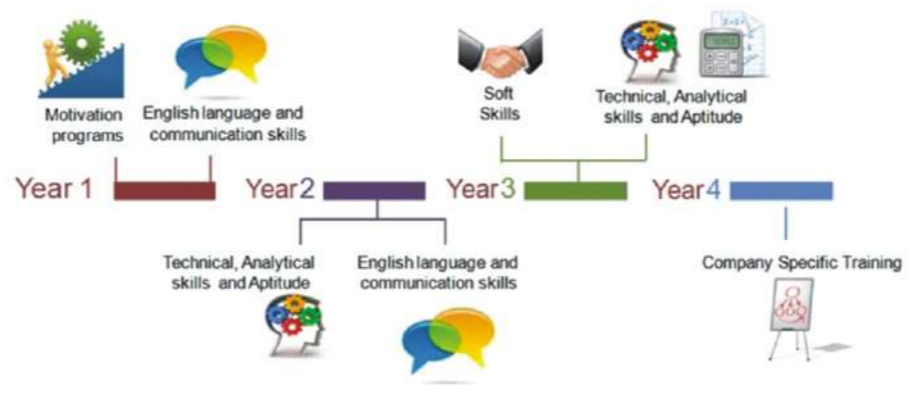 Motivation
programs
English language and
communication skills
Soft
Skills
Technical, Analytical
skills and Aptitude
Year 1
Year2
Year3
Year4
Technical, Analytical
skills and Aptitude
English language and
communication skills
Company Specific Training